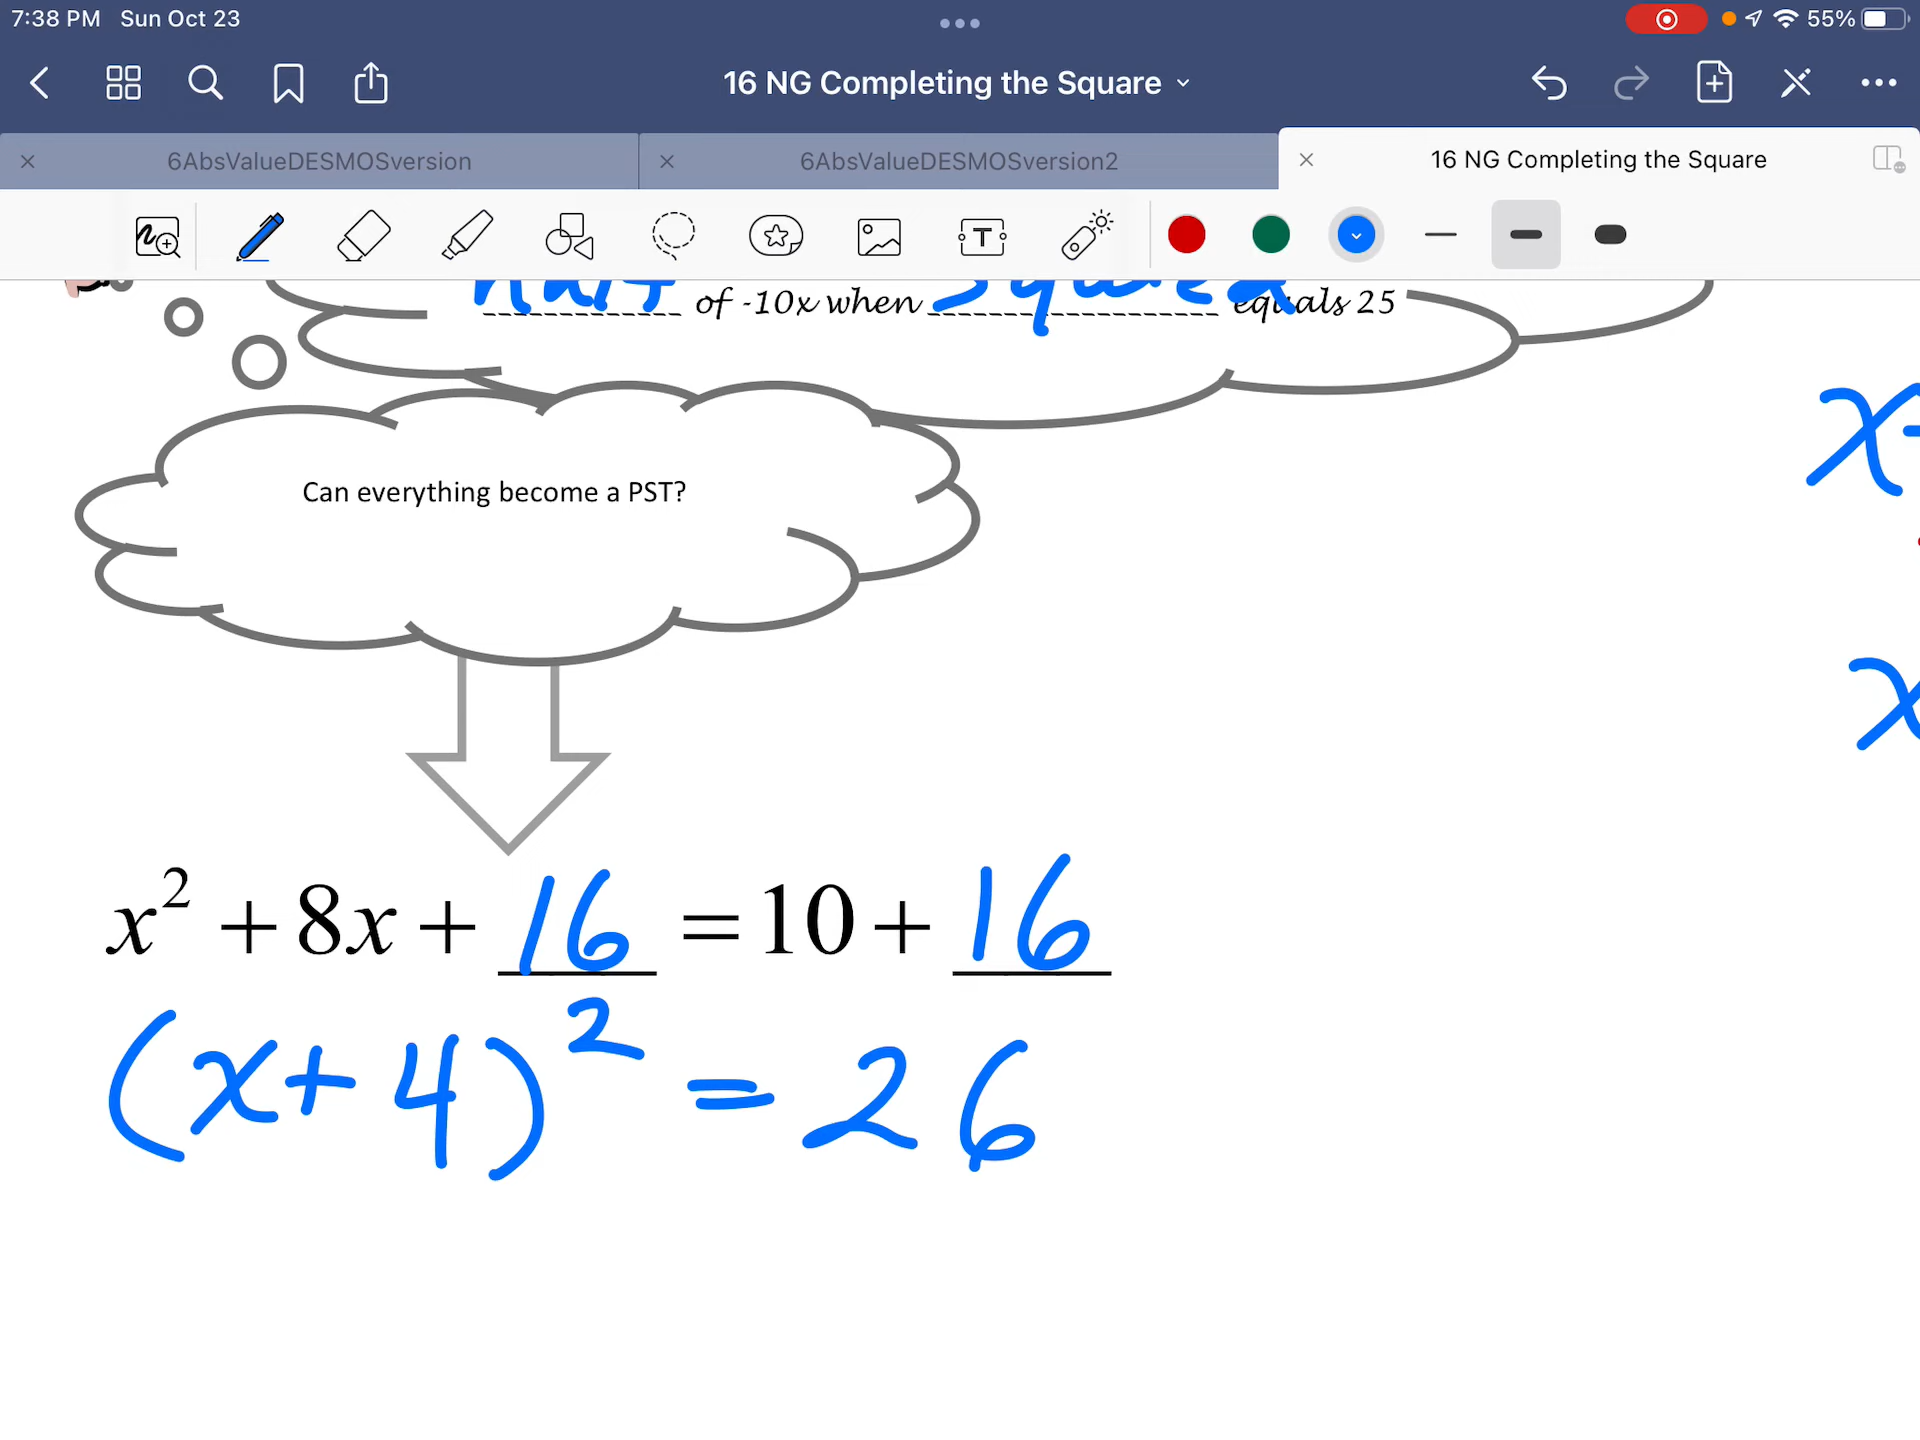 7:38 PM Sun Oct 23
55%
16 NG Completing the Square
6AbsValueDESMOSversion
6AbsValueDESMOSversion2
16 NG Completing the Square
T
half of -10x when squared equals 25
x
Can everything become a PST?
x
x² + 8x + 16 = 10 + 16
(x + 4)² = 26